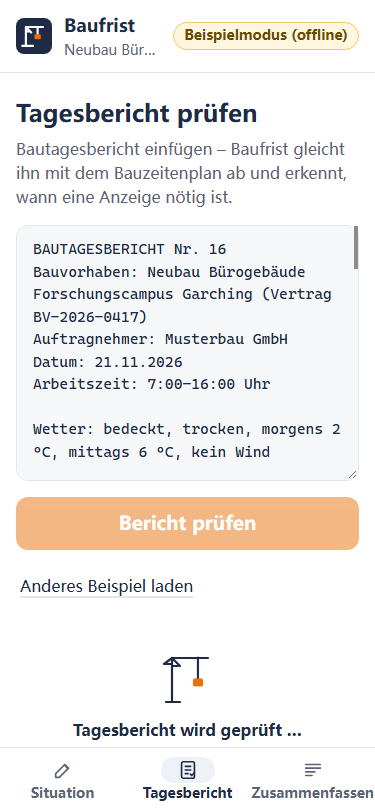 Baufrist
Neubau Bür...
Beispielmodus (offline)
Tagesbericht prüfen
Bautagesbericht einfügen – Baufrist gleicht
ihn mit dem Bauzeitenplan ab und erkennt,
wann eine Anzeige nötig ist.
BAUTAGESBERICHT Nr. 16
Bauvorhaben: Neubau Bürogebäude
Forschungscampus Garching (Vertrag
BV-2026-0417)
Auftragnehmer: Musterbau GmbH
Datum: 21.11.2026
Arbeitszeit: 7:00–16:00 Uhr
Wetter: bedeckt, trocken, morgens 2
°C, mittags 6 °C, kein Wind
Bericht prüfen
Anderes Beispiel laden
Tagesbericht wird geprüft ...
Situation
Tagesbericht
Zusammenfassen